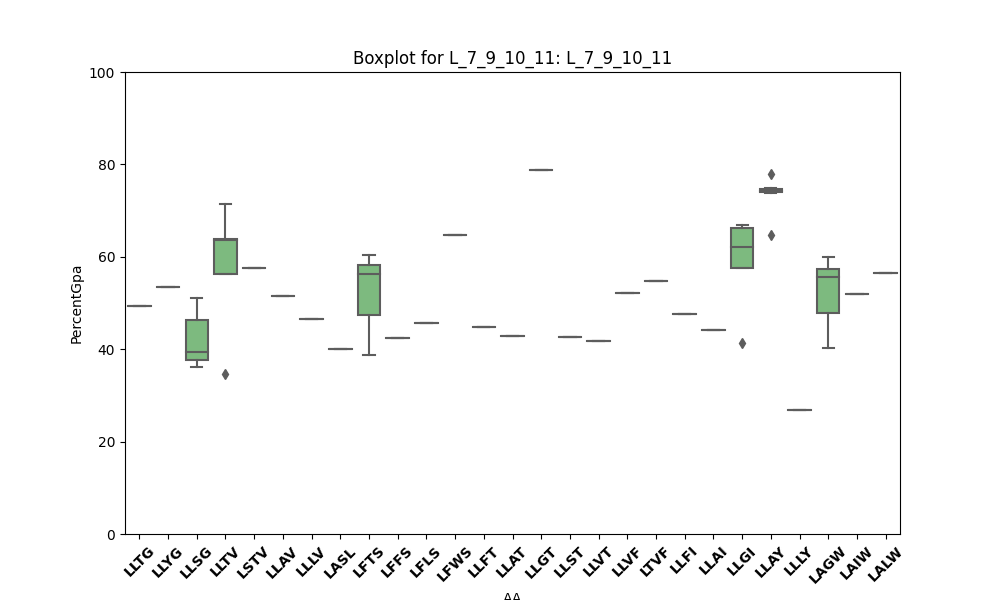 Boxplot for L_7_9_10_11: L_7_9_10_11
100
80
60
40
20
0
PercentGpa
LLTG LLYG LLSG LLTV LSTV LLAV LLLV LASL LFTS LFFS LFLS LFWS LLFT LLAT LLGT LLST LLVT LLVF LTVF LLFI LLAI LLGI LLAY LLLY LAGW LAIW LALW
AA